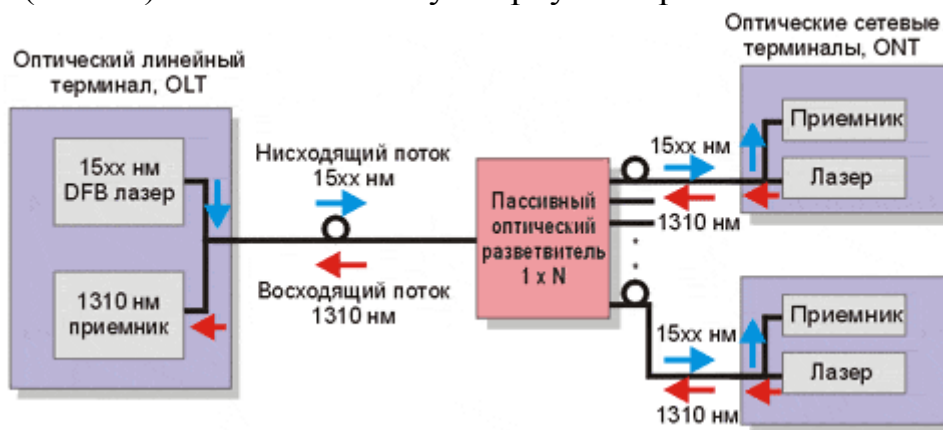 Оптический линейный
терминал, OLT
15xx нм
DFB лазер
1310 нм
приемник
Нисходящий поток
15xx нм
Восходящий поток
1310 нм
Пассивный
оптический
разветвитель
1 x N
Оптические сетевые
терминалы, ONT
15xx нм
1310 нм
Приемник
Лазер
15xx нм
1310 нм
Приемник
Лазер